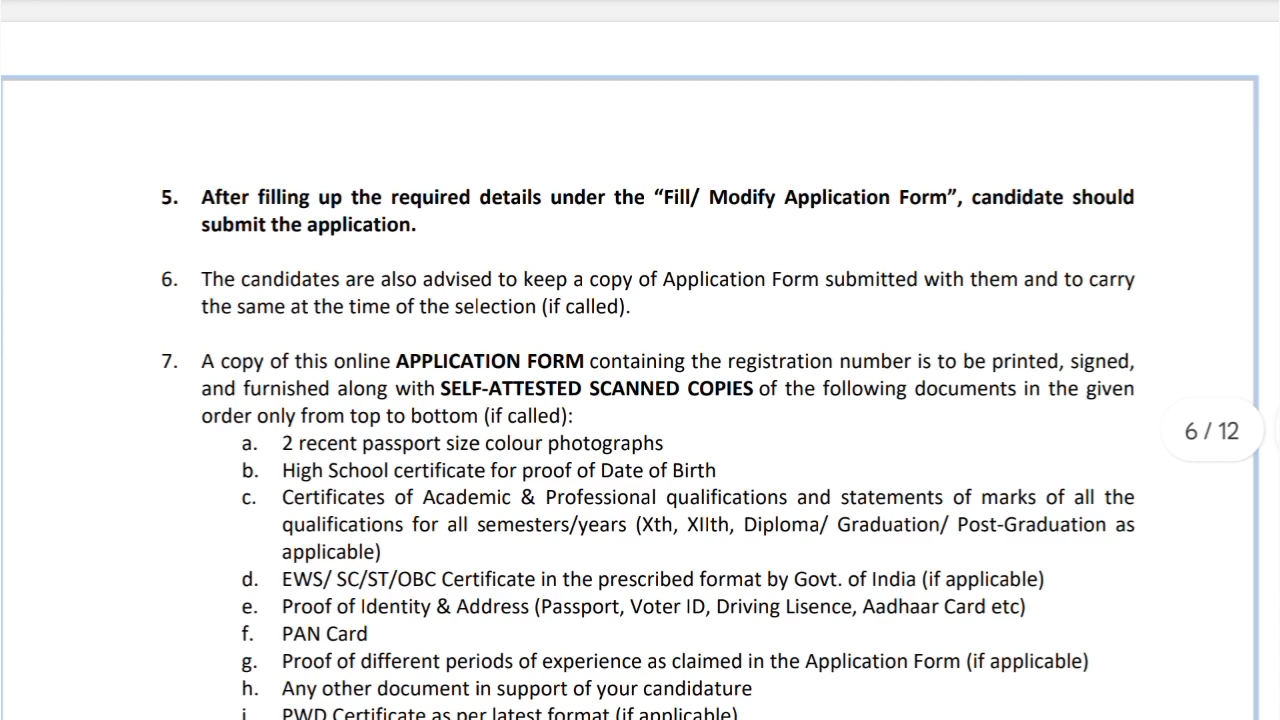 5. After filling up the required details under the “Fill/ Modify Application Form”, candidate should
submit the application.
6. The candidates are also advised to keep a copy of Application Form submitted with them and to carry
the same at the time of the selection (if called).
7. A copy of this online APPLICATION FORM containing the registration number is to be printed, signed,
and furnished along with SELF-ATTESTED SCANNED COPIES of the following documents in the given
order only from top to bottom (if called):
6 / 12
a. 2 recent passport size colour photographs
b. High School certificate for proof of Date of Birth
c. Certificates of Academic & Professional qualifications and statements of marks of all the
qualifications for all semesters/years (Xth, XIIth, Diploma/ Graduation/ Post-Graduation as
applicable)
d. EWS/ SC/ST/OBC Certificate in the prescribed format by Govt. of India (if applicable)
e. Proof of Identity & Address (Passport, Voter ID, Driving Lisence, Aadhaar Card etc)
f. PAN Card
g. Proof of different periods of experience as claimed in the Application Form (if applicable)
h. Any other document in support of your candidature
i. PWD Certificate as per latest format (if applicable)